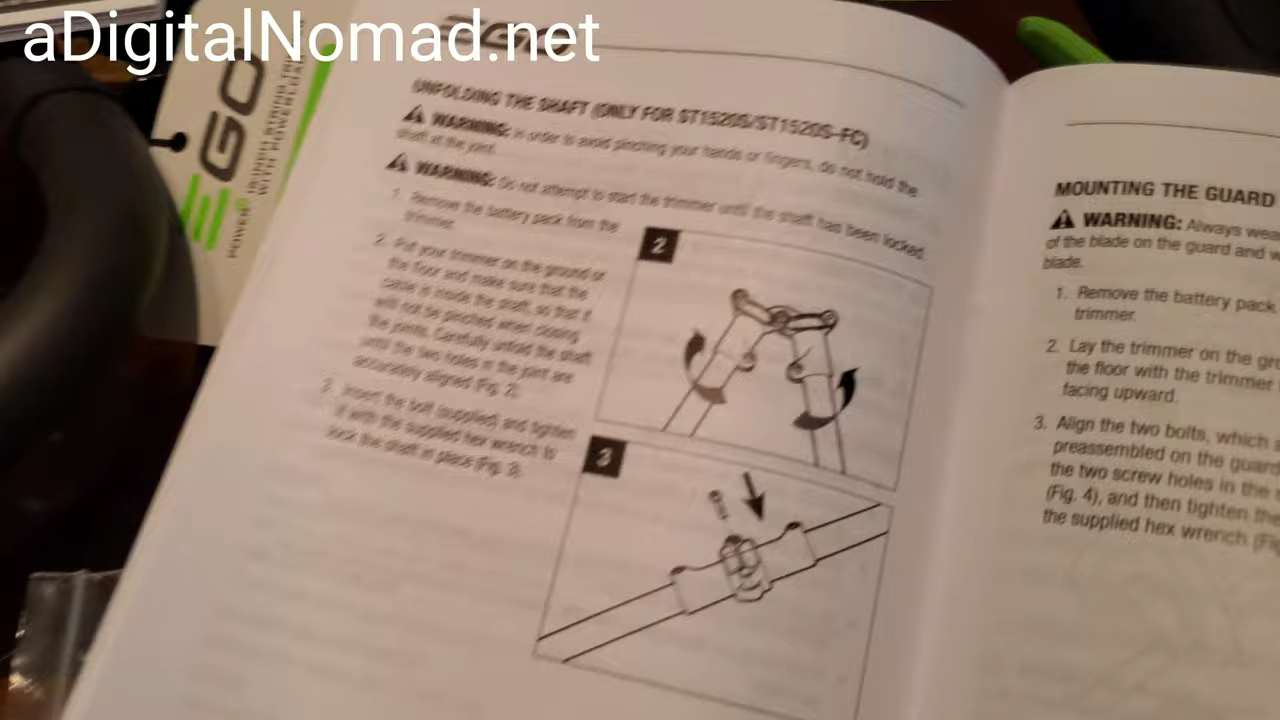 aDigitalNomad.net
EGO
POWER+
UNFOLDING THE SHAFT (ONLY FOR ST1520S/ST1520S-FC)
WARNING: In order to avoid pinching your hands or fingers, do not hold the
shaft at the joint.
WARNING: Do not attempt to start the trimmer until the shaft has been locked.
1. Remove the battery pack from the
trimmer.
2. Put your trimmer on the ground or
the floor and make sure that the
cable is inside the shaft, so that it
will not be pinched when closing
the joints. Carefully unfold the shaft
until the two holes in the joint are
accurately aligned (Fig. 2).
3. Insert the bolt (supplied) and tighten
it with the supplied hex wrench to
lock the shaft in place (Fig. 3).
2
3
MOUNTING THE GUARD
WARNING: Always wea
of the blade on the guard and w
blade.
1. Remove the battery pack
trimmer.
2. Lay the trimmer on the gr
the floor with the trimmer
facing upward.
3. Align the two bolts, which
preassembled on the guar
the two screw holes in the
(Fig. 4), and then tighten the
the supplied hex wrench (Fi